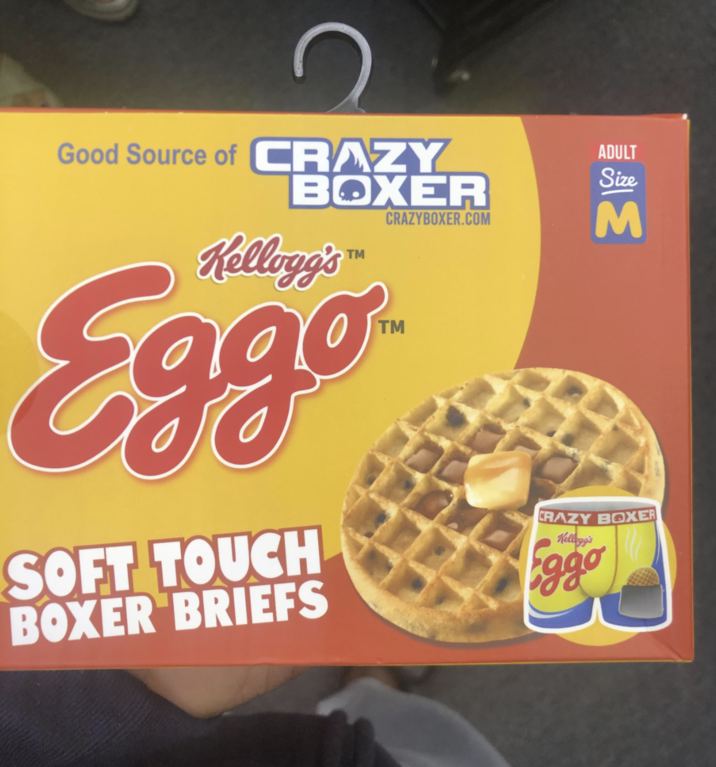 Good Source of CRAZY BOXER
CRAZYBOXER.COM
ADULT
Size
M
Kellogg's™
Eggo™
SOFT TOUCH
BOXER BRIEFS
CRAZY BOXER
Kellogg's
Eggo